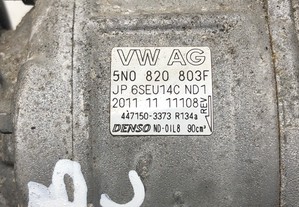 VW AG
5N0 820 803F
JP 6SEU14C ND1
2011 11 11108 REV.
447150-3373 R134a
DENSO ND-OIL8 90cm³